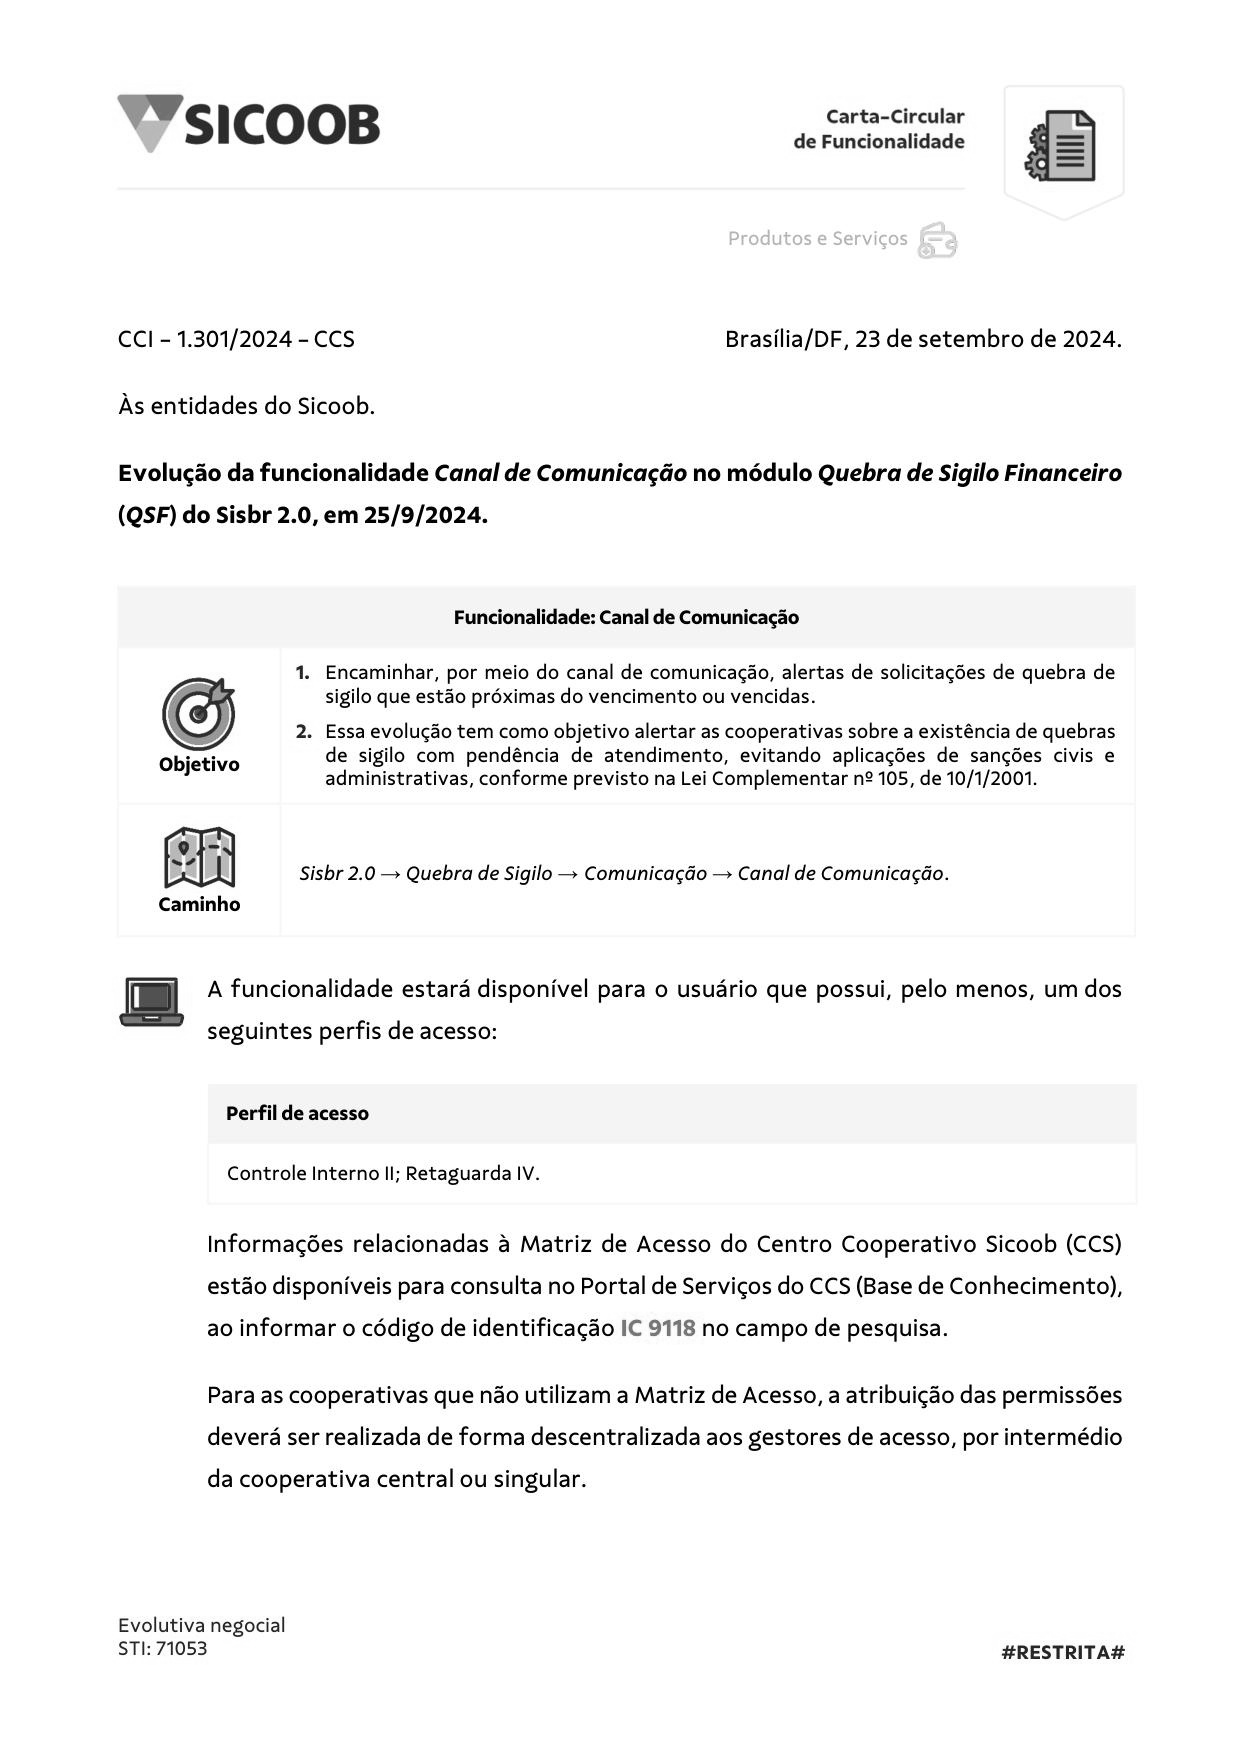 SICOOB
Carta-Circular
de Funcionalidade
Produtos e Serviços
CCI – 1.301/2024 – CCS
Brasília/DF, 23 de setembro de 2024.
Às entidades do Sicoob.
Evolução da funcionalidade Canal de Comunicação no módulo Quebra de Sigilo Financeiro
(QSF) do Sisbr 2.0, em 25/9/2024.
Funcionalidade: Canal de Comunicação
Objetivo
1. Encaminhar, por meio do canal de comunicação, alertas de solicitações de quebra de
sigilo que estão próximas do vencimento ou vencidas.
2. Essa evolução tem como objetivo alertar as cooperativas sobre a existência de quebras
de sigilo com pendência de atendimento, evitando aplicações de sanções civis e
administrativas, conforme previsto na Lei Complementar nº 105, de 10/1/2001.
Caminho
Sisbr 2.0 → Quebra de Sigilo → Comunicação → Canal de Comunicação.
A funcionalidade estará disponível para o usuário que possui, pelo menos, um dos
seguintes perfis de acesso:
Perfil de acesso
Controle Interno II; Retaguarda IV.
Informações relacionadas à Matriz de Acesso do Centro Cooperativo Sicoob (CCS)
estão disponíveis para consulta no Portal de Serviços do CCS (Base de Conhecimento),
ao informar o código de identificação IC 9118 no campo de pesquisa.
Para as cooperativas que não utilizam a Matriz de Acesso, a atribuição das permissões
deverá ser realizada de forma descentralizada aos gestores de acesso, por intermédio
da cooperativa central ou singular.
Evolutiva negocial
STI: 71053
#RESTRITA#